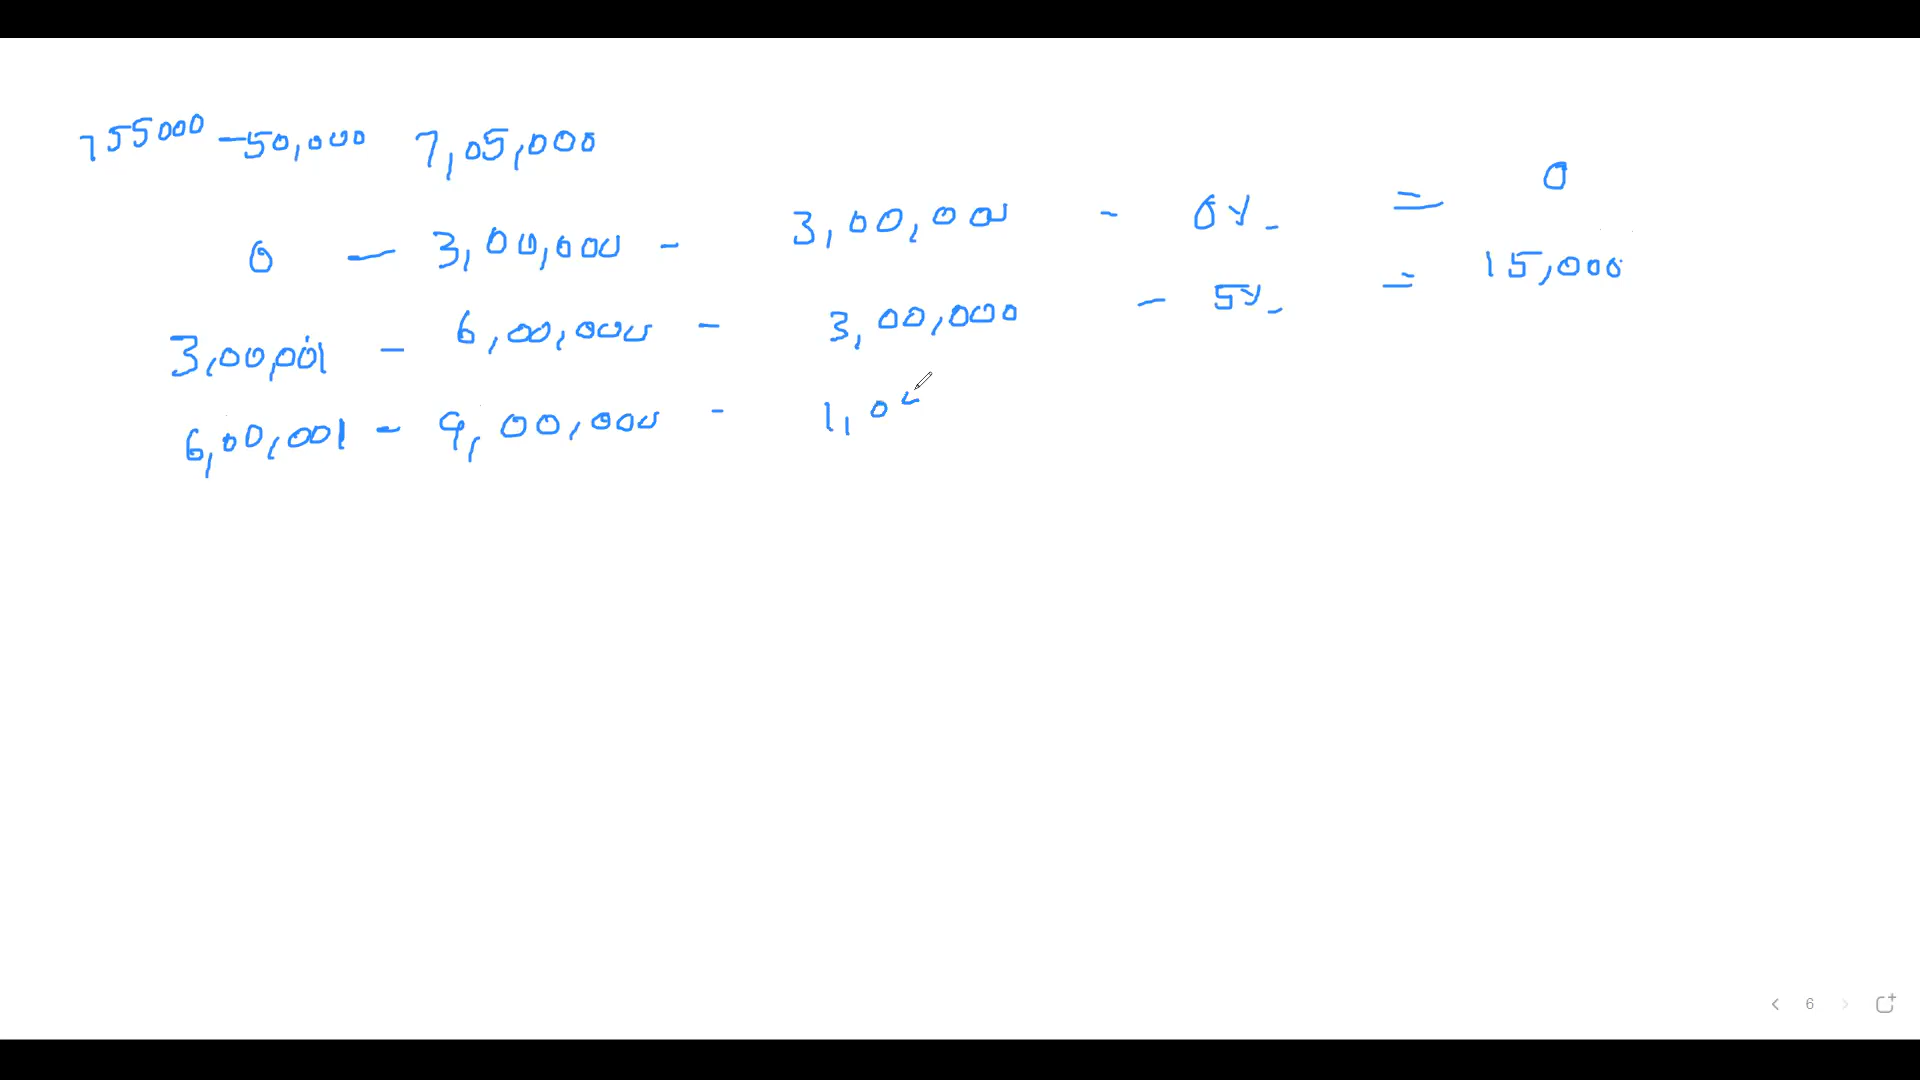 755000 - 50,000 7,05,000
0 - 3,00,000 - 3,00,000 - 0% = 0
3,00,001 - 6,00,000 - 3,00,000 - 5% = 15,000
6,00,001 - 9,00,000 - 1,0
6